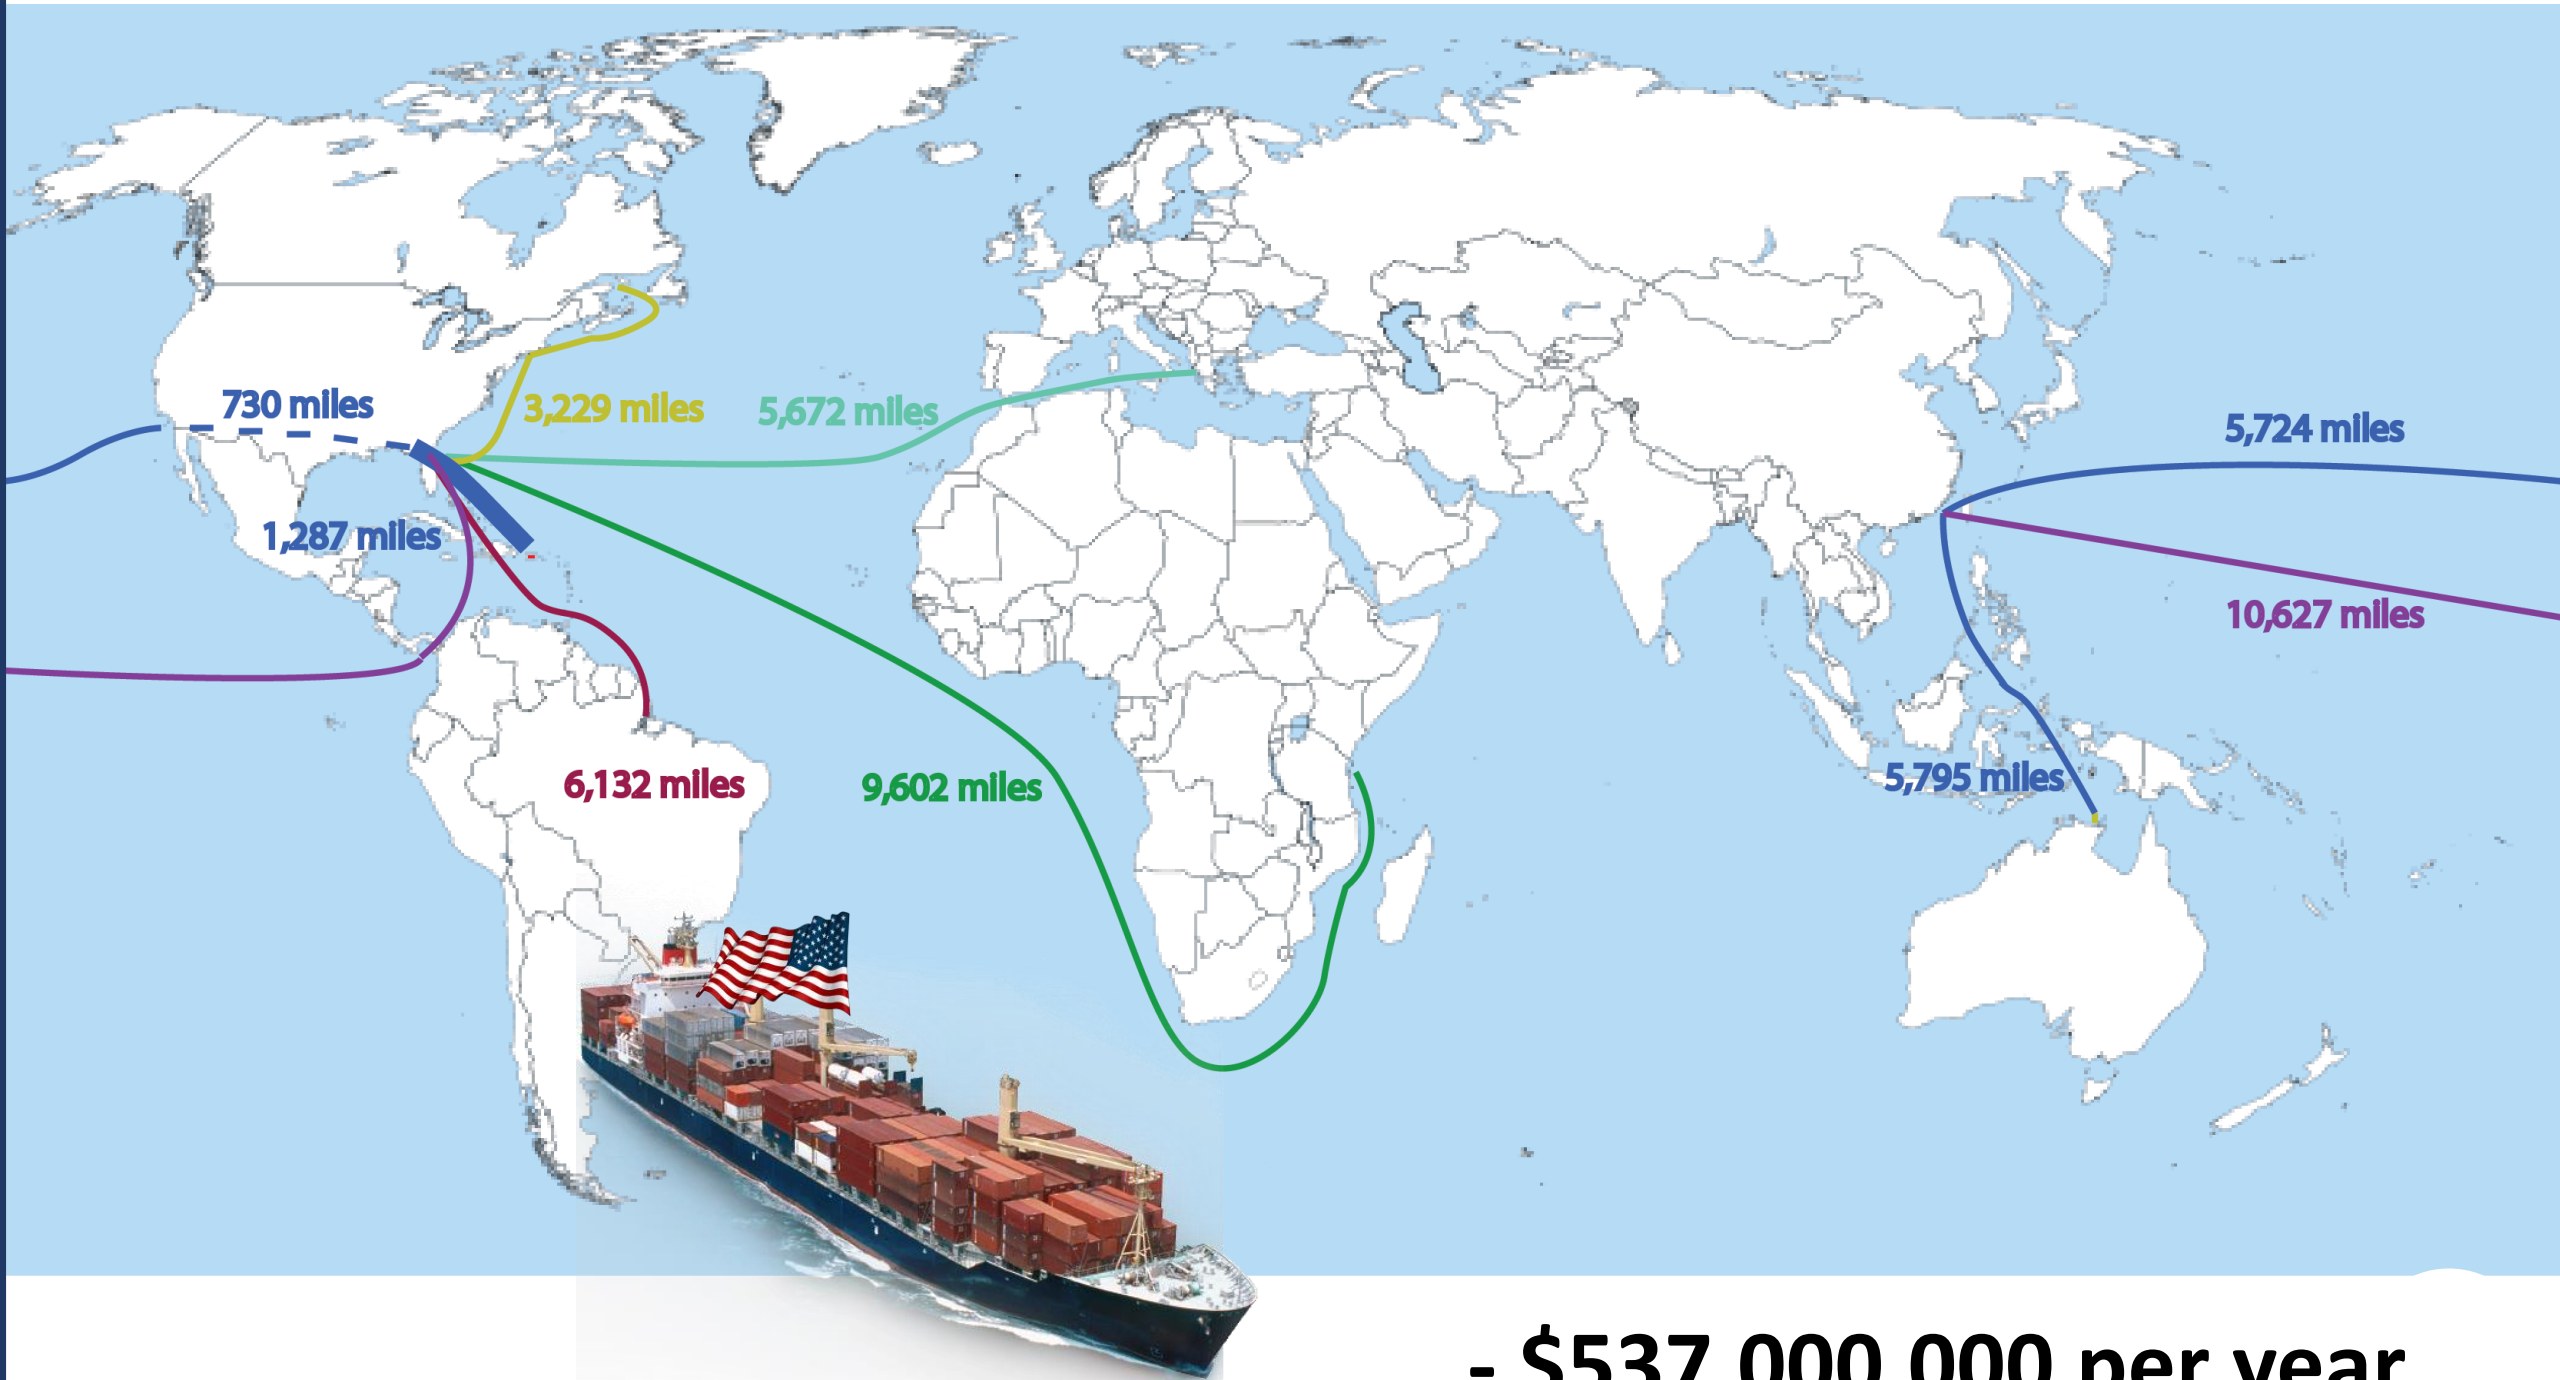 730 miles
3,229 miles
5,672 miles
5,724 miles
1,287 miles
10,627 miles
6,132 miles
9,602 miles
5,795 miles
- $537,000,000 per year